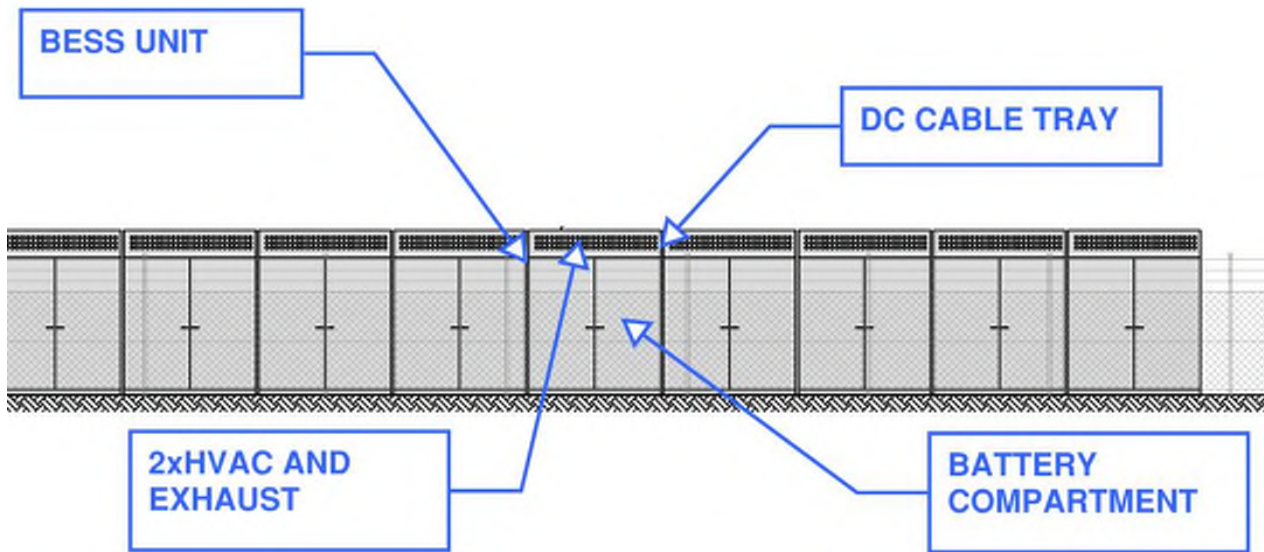 BESS UNIT
DC CABLE TRAY
2xHVAC AND
EXHAUST
BATTERY
COMPARTMENT